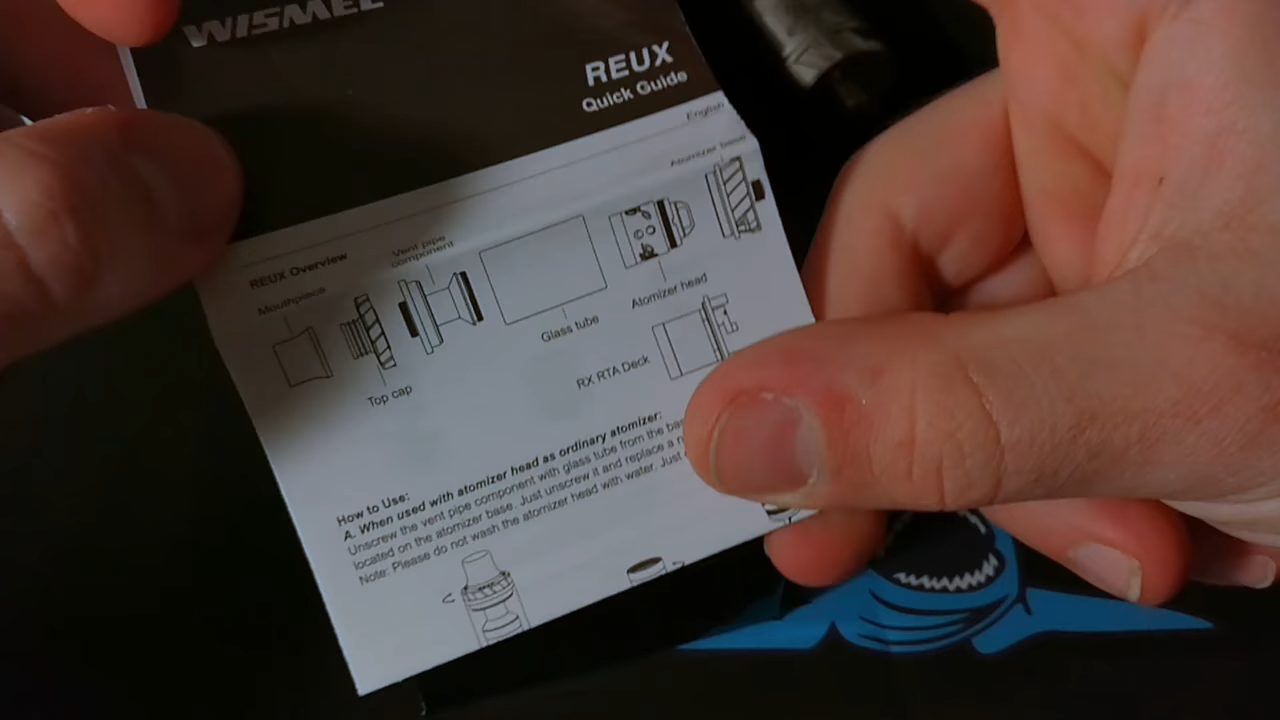 WISMEC
REUX
Quick Guide
English
REUX Overview
Mouthpiece
Top cap
Vent pipe
component
Glass tube
Atomizer head
Atomizer base
RX RTA Deck
How to Use:
A. When used with atomizer head as ordinary atomizer:
Unscrew the vent pipe component with glass tube from the
located on the atomizer base. Just unscrew it and replace a
Note: Please do not wash the atomizer head with water. Just